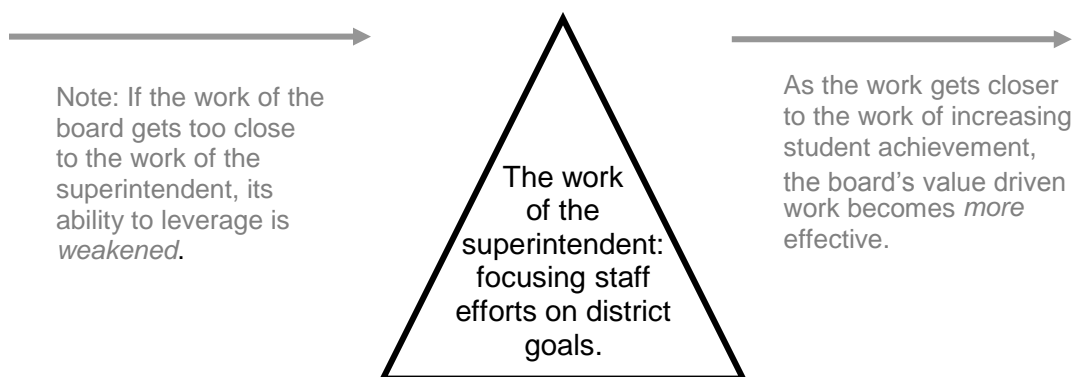 Note: If the work of the
board gets too close
to the work of the
superintendent, its
ability to leverage is
weakened.
The work
of the
superintendent:
focusing staff
efforts on district
goals.
As the work gets closer
to the work of increasing
student achievement,
the board's value driven
work becomes more
effective.